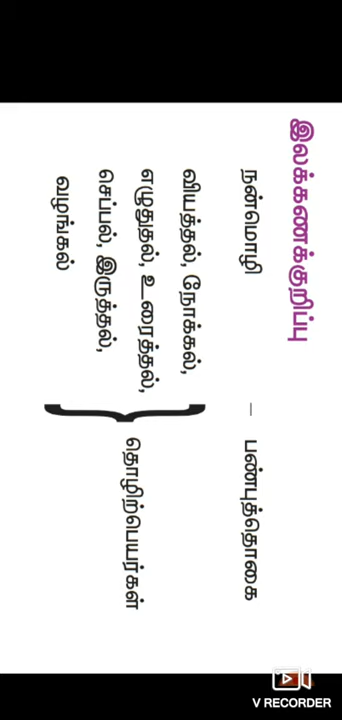 இலக்கணக்குறிப்பு
நன்மொழி – பண்புத்தொகை
வியத்தல், நோக்கல்,
எழுதுதல், உரைத்தல்,
செப்பல், இருத்தல்,
வழங்கல்
தொழிற்பெயர்கள்
V RECORDER